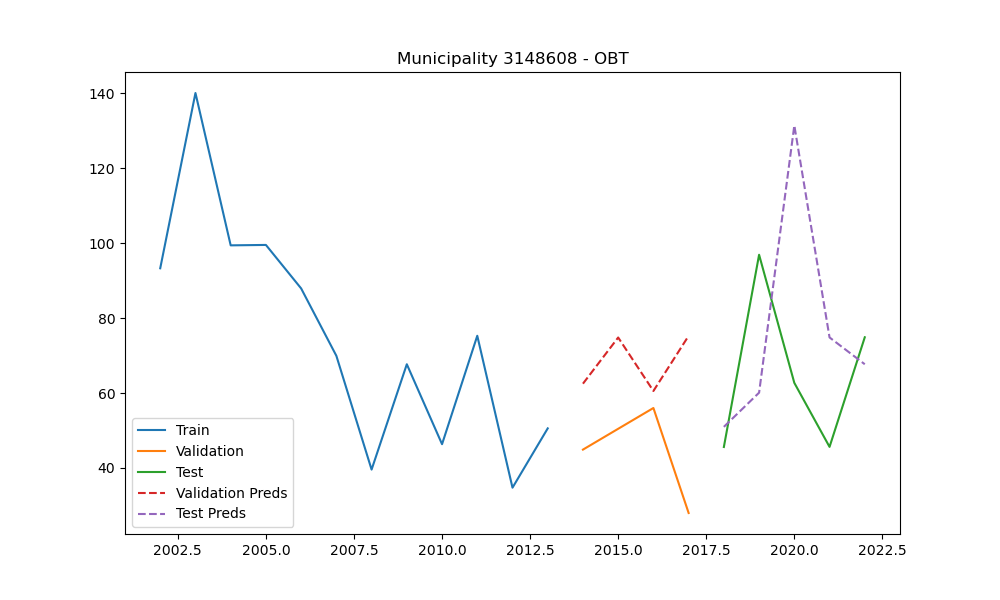 Municipality 3148608 - OBT
140
120
100
80
60
40
Train
Validation
Test
Validation Preds
Test Preds
2002.5 2005.0 2007.5 2010.0 2012.5 2015.0 2017.5 2020.0 2022.5